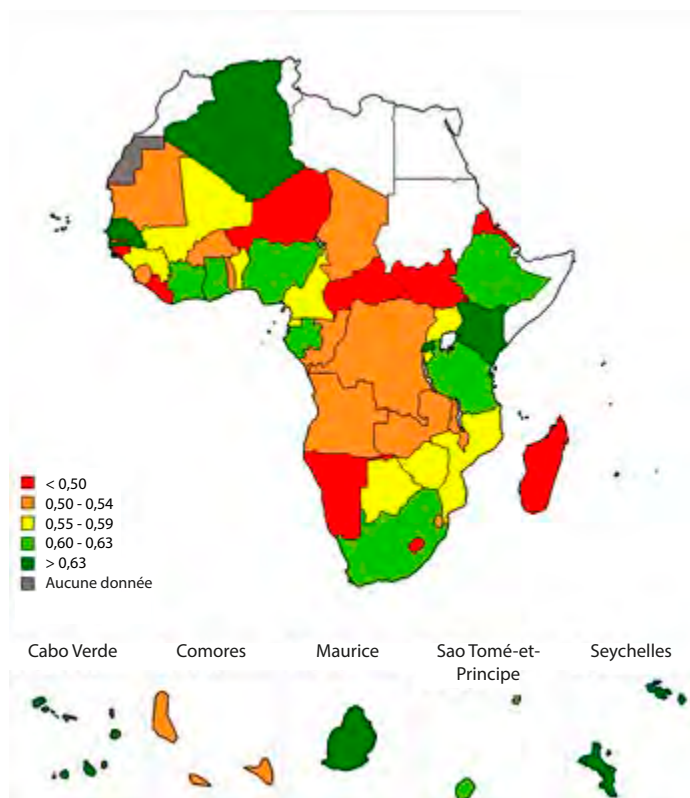 < 0,50
0,50 - 0,54
0,55 - 0,59
0,60 - 0,63
> 0,63
Aucune donnée
Cabo Verde
Comores
Maurice
Sao Tomé-et-
Principe
Seychelles